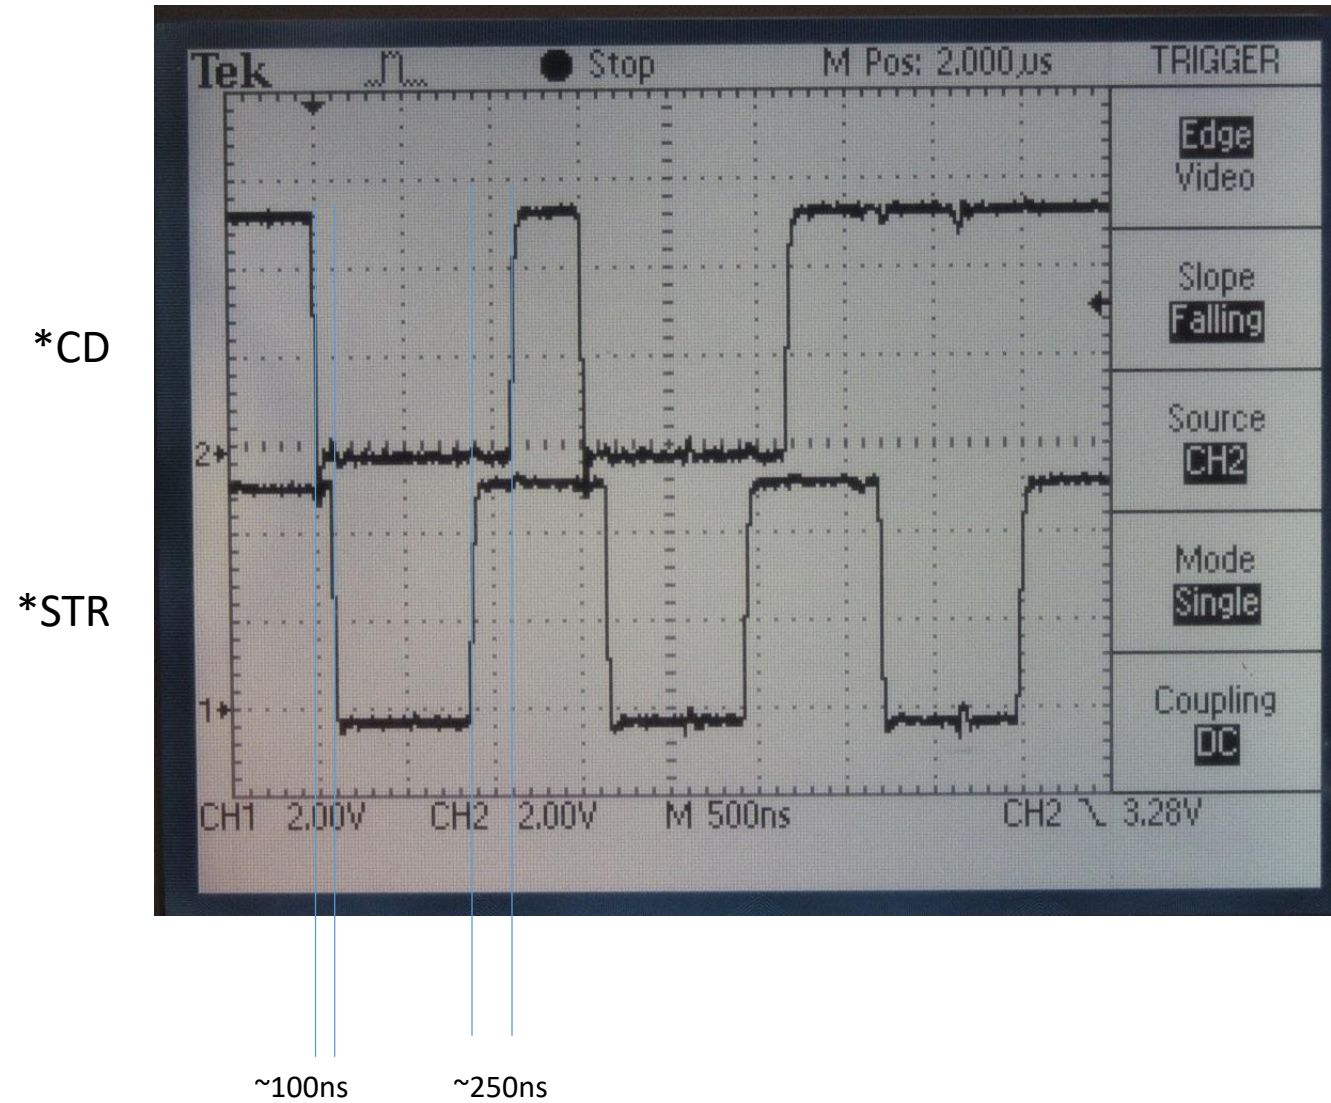 Tek Stop M Pos: 2.000µs TRIGGER
Edge
Video
Slope
Falling
*CD
Source
CH2
2
Mode
Single
*STR
1
Coupling
DC
CH1 2.00V CH2 2.00V M 500ns CH2 3.28V
~100ns ~250ns